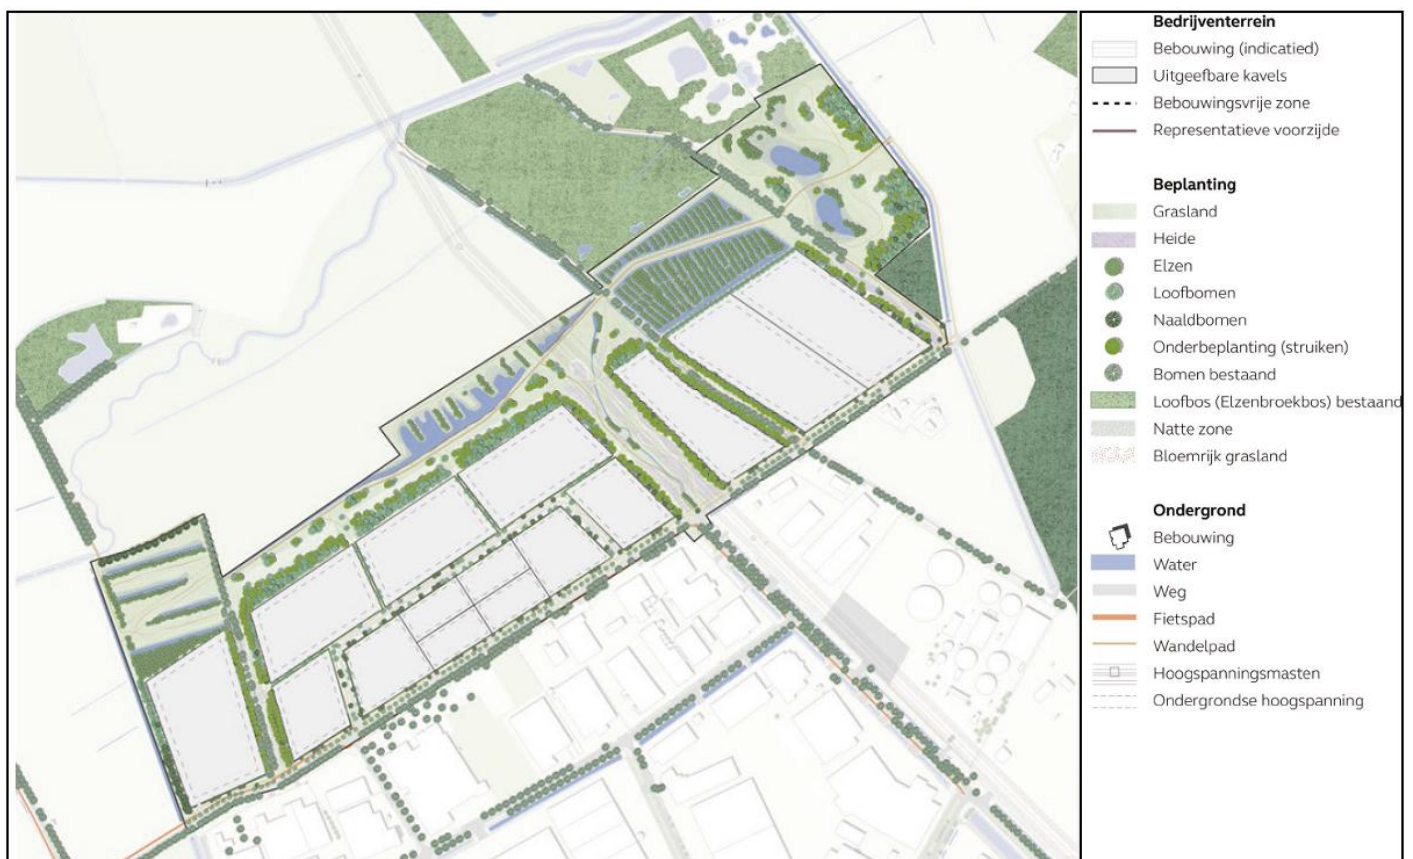 Bedrijventerrein
Bebouwing (indicatied)
Uitgeefbare kavels
Bebouwingsvrije zone
Representatieve voorzijde
Beplanting
Grasland
Heide
Elzen
Loofbomen
Naaldbomen
Onderbeplanting (struiken)
Bomen bestaand
Loofbos (Elzenbroekbos) bestaand
Natte zone
Bloemrijk grasland
Ondergrond
Bebouwing
Water
Weg
Fietspad
Wandelpad
Hoogspanningsmasten
Ondergrondse hoogspanning